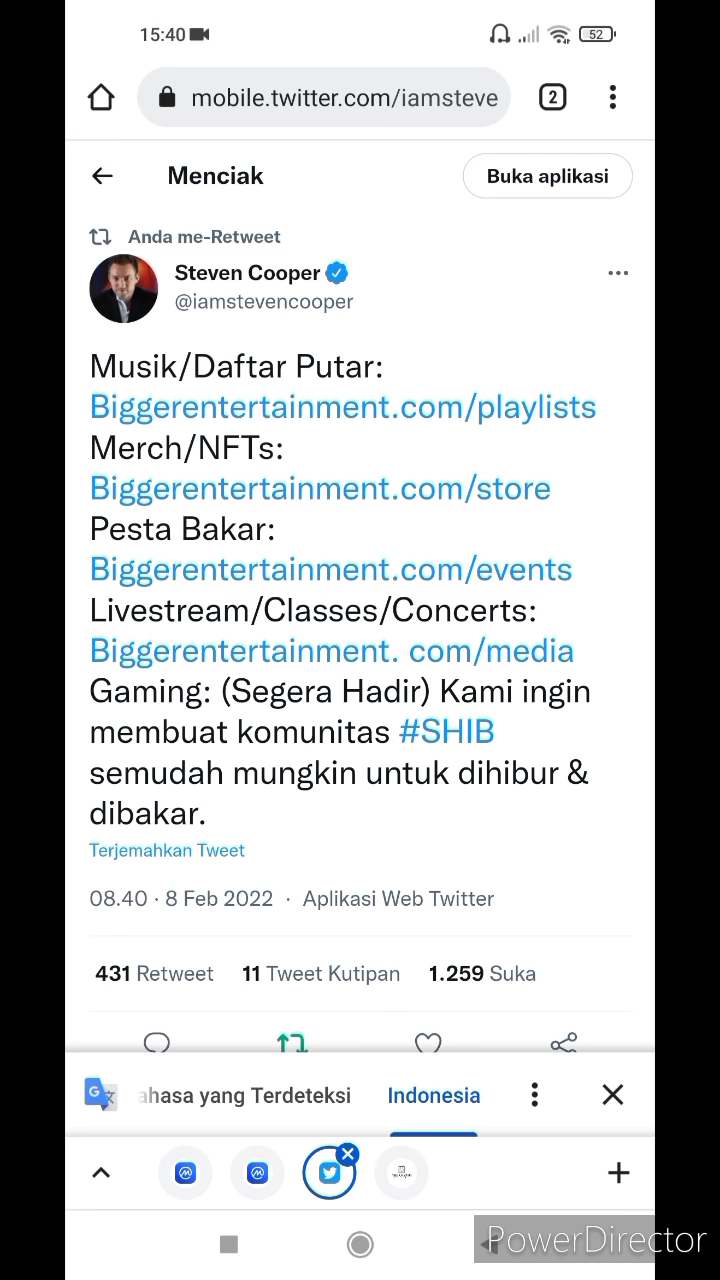 15:40
52
mobile.twitter.com/iamsteve
2
Menciak
Buka aplikasi
Anda me-Retweet
Steven Cooper
@iamstevencooper
Musik/Daftar Putar:
Biggerentertainment.com/playlists
Merch/NFTs:
Biggerentertainment.com/store
Pesta Bakar:
Biggerentertainment.com/events
Livestream/Classes/Concerts:
Biggerentertainment. com/media
Gaming: (Segera Hadir) Kami ingin
membuat komunitas #SHIB
semudah mungkin untuk dihibur &
dibakar.
Terjemahkan Tweet
08.40 · 8 Feb 2022 · Aplikasi Web Twitter
431 Retweet 11 Tweet Kutipan 1.259 Suka
ahasa yang Terdeteksi Indonesia
PowerDirector